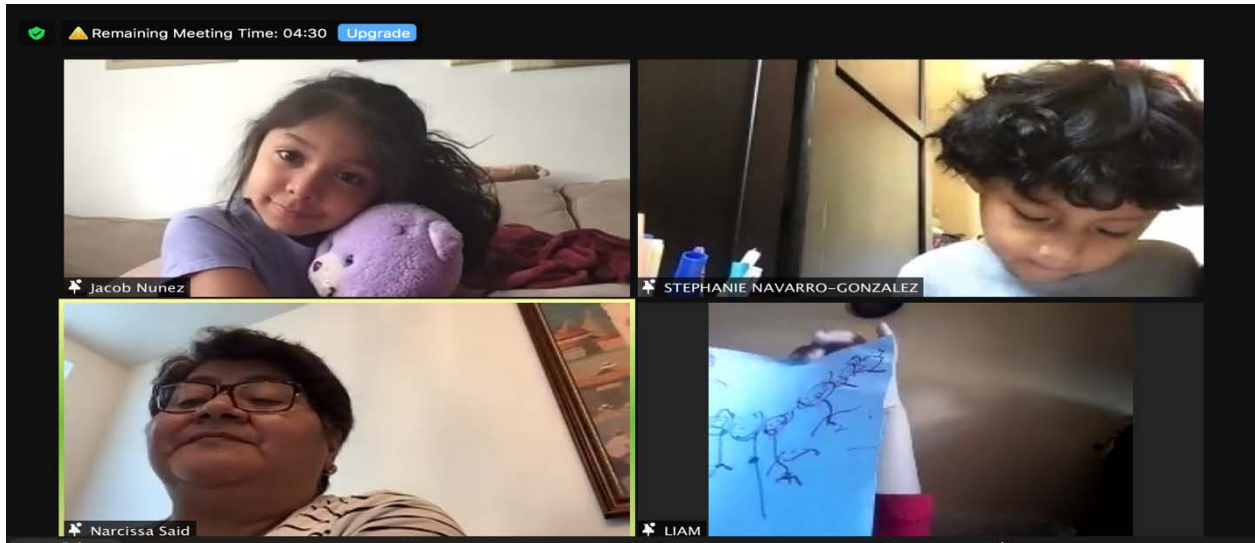 Remaining Meeting Time: 04:30 Upgrade
Jacob Nunez
STEPHANIE NAVARRO-GONZALEZ
Narcissa Said
LIAM